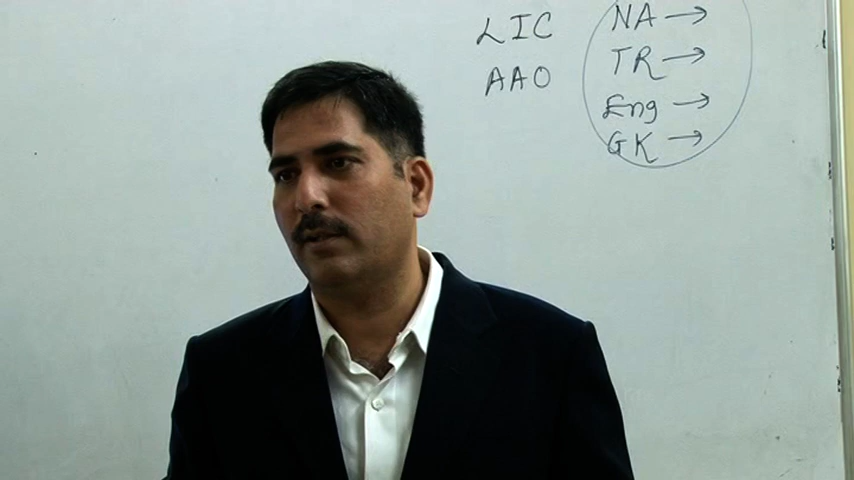 LIC
AAO
NA →
TR →
Eng →
GK →